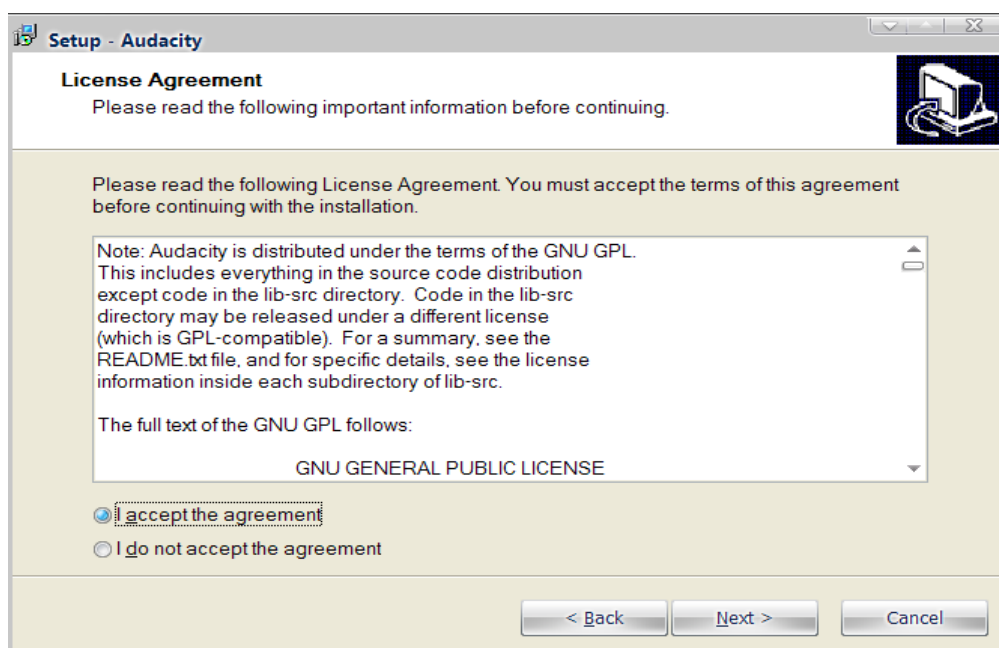 Setup - Audacity
License Agreement
Please read the following important information before continuing.
Please read the following License Agreement. You must accept the terms of this agreement
before continuing with the installation.
Note: Audacity is distributed under the terms of the GNU GPL.
This includes everything in the source code distribution
except code in the lib-src directory.  Code in the lib-src
directory may be released under a different license
(which is GPL-compatible).  For a summary, see the
README.txt file, and for specific details, see the license
information inside each subdirectory of lib-src.
The full text of the GNU GPL follows:
GNU GENERAL PUBLIC LICENSE
I accept the agreement
I do not accept the agreement
< Back
Next >
Cancel